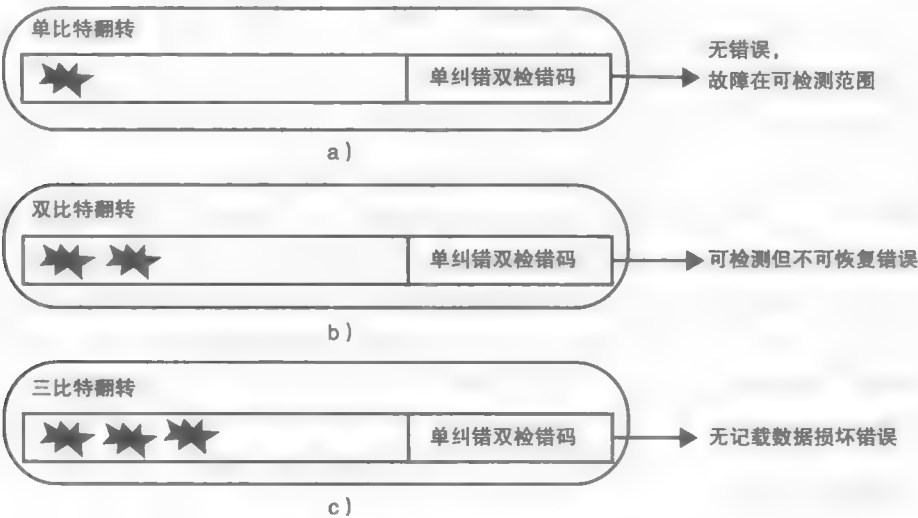 单比特翻转
单纠错双检错码
无错误，
故障在可检测范围
a）
双比特翻转
单纠错双检错码
可检测但不可恢复错误
b）
三比特翻转
单纠错双检错码
无记载数据损坏错误
c）